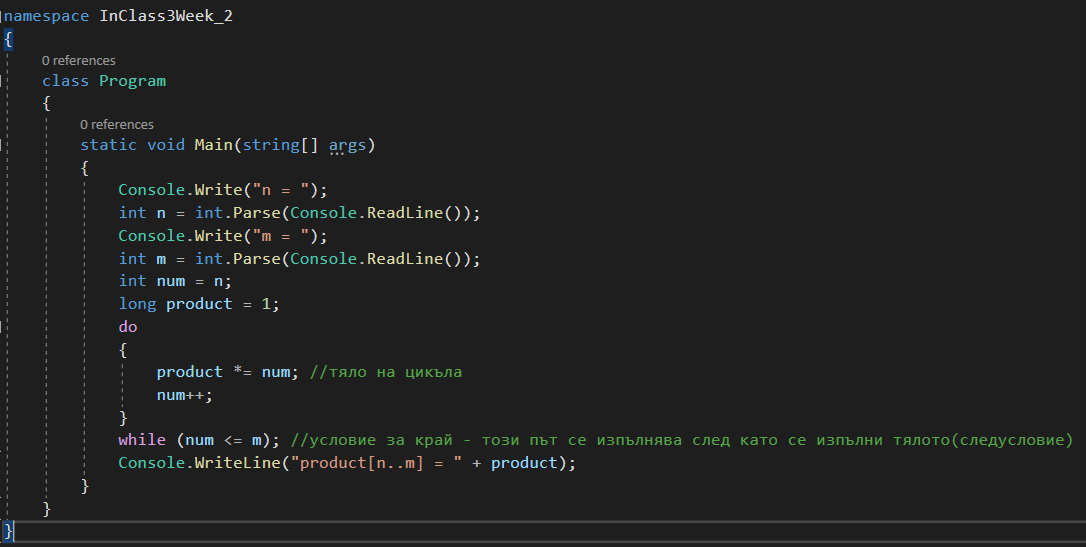 namespace InClass3Week_2
{
0 references
class Program
{
0 references
static void Main(string[] args)
{
Console.Write("n = ");
int n = int.Parse(Console.ReadLine());
Console.Write("m = ");
int m = int.Parse(Console.ReadLine());
int num = n;
long product = 1;
do
{
product *= num; //тяло на цикъла
num++;
}
while (num <= m); //условие за край - този път се изпълнява след като се изпълни тялото(следусловие)
Console.WriteLine("product[n..m] = " + product);
}
}
}